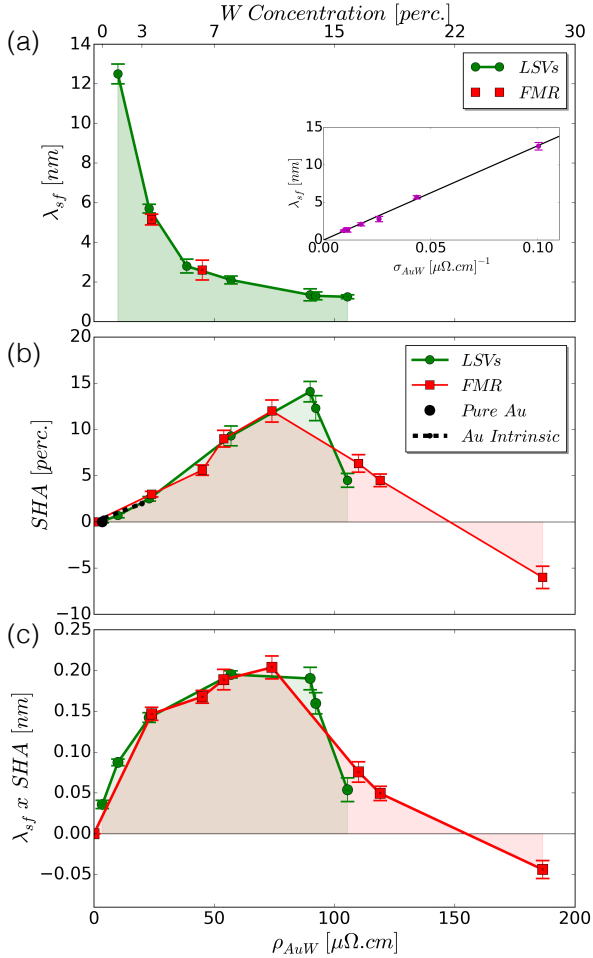 W Concentration [perc.]
0 3 7 15 22 30
(a)
14
12
10
8
6
4
2
0
λsf [nm]
LSVs
FMR
15
10
5
0
λsf [nm]
0.00 0.05 0.10
σAuW [μΩ.cm]⁻¹
(b)
20
15
10
5
0
−5
−10
SHA [perc.]
LSVs
FMR
Pure Au
Au Intrinsic
(c)
0.25
0.20
0.15
0.10
0.05
0.00
−0.05
λsf x SHA [nm]
0 50 100 150 200
ρAuW [μΩ.cm]